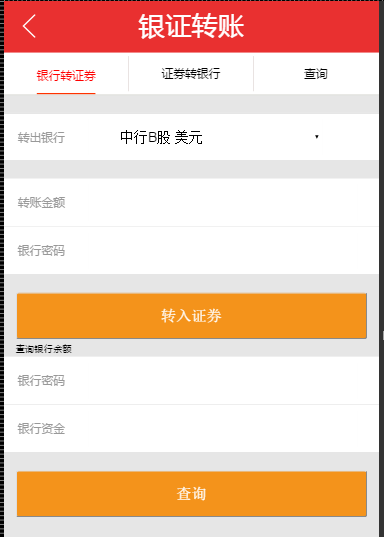 银证转账
银行转证券 证券转银行 查询
转出银行 中行B股 美元
转账金额
银行密码
转入证券
查询银行余额
银行密码
银行资金
查询